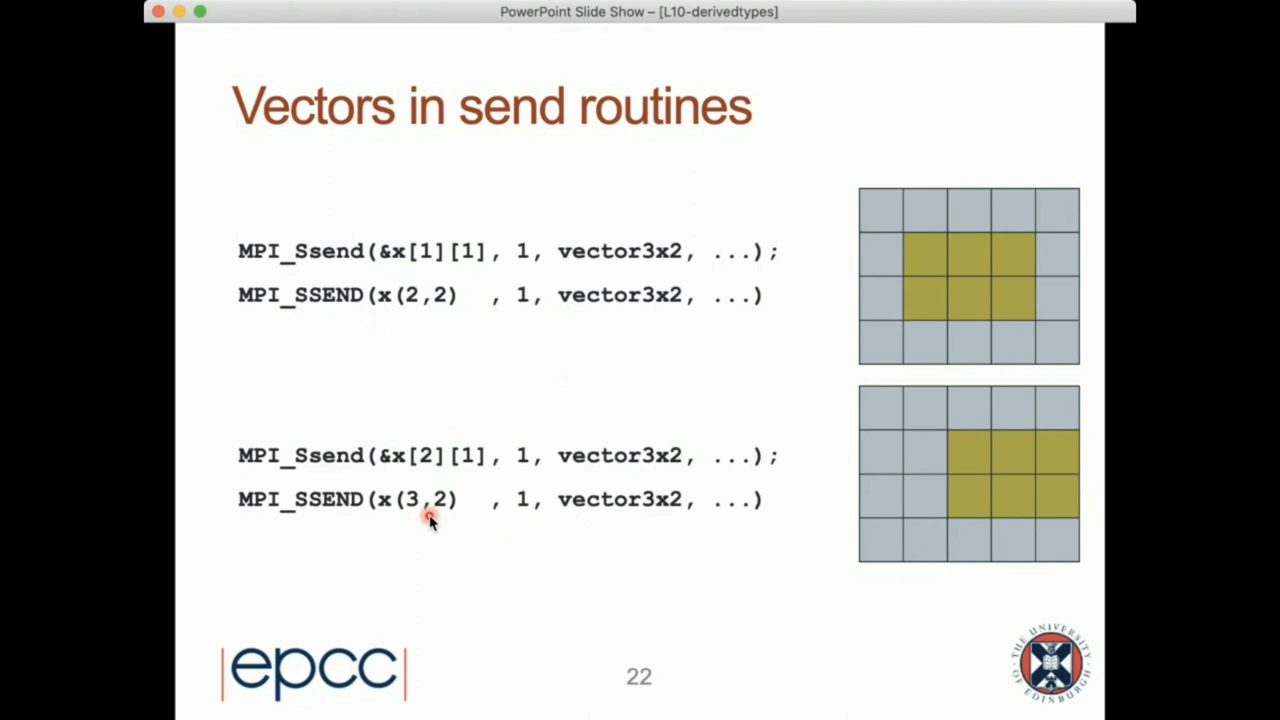 PowerPoint Slide Show – [L10-derivedtypes]
Vectors in send routines
MPI_Ssend(&x[1][1], 1, vector3x2, ...);
MPI_SSEND(x(2,2)  , 1, vector3x2, ...)
MPI_Ssend(&x[2][1], 1, vector3x2, ...);
MPI_SSEND(x(3,2)  , 1, vector3x2, ...)
epcc
22
THE UNIVERSITY OF EDINBURGH